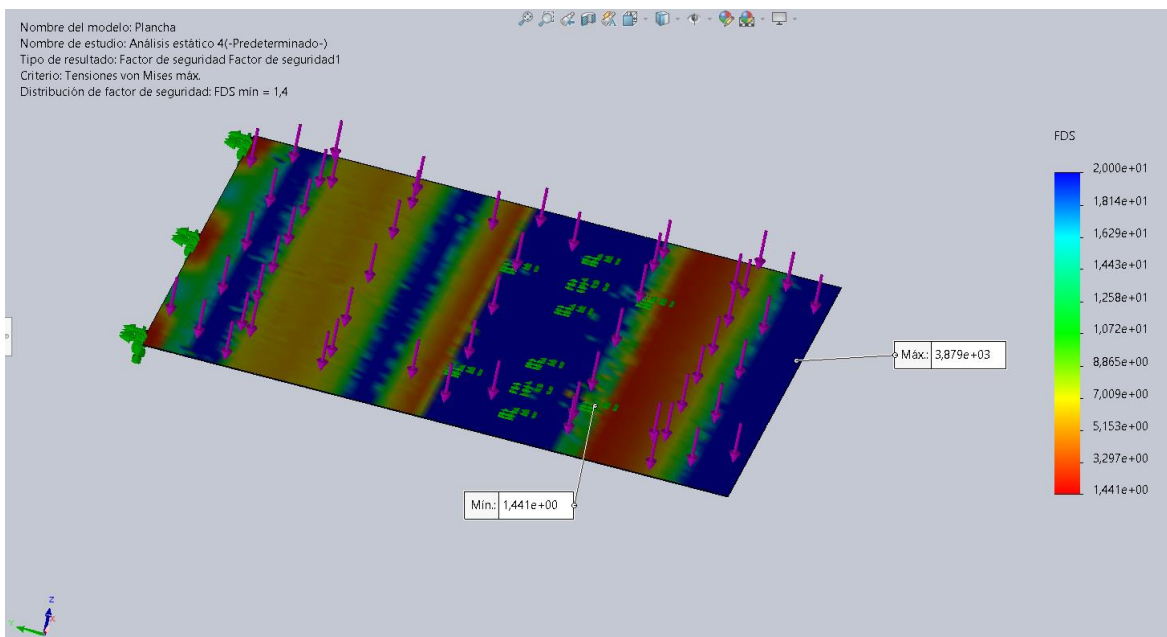 Nombre del modelo: Plancha
Nombre de estudio: Análisis estático 4(-Predeterminado-)
Tipo de resultado: Factor de seguridad Factor de seguridad1
Criterio: Tensiones von Mises máx.
Distribución de factor de seguridad: FDS mín = 1,4
FDS
2,000e+01
1,814e+01
1,629e+01
1,443e+01
1,258e+01
1,072e+01
8,865e+00
7,009e+00
5,153e+00
3,297e+00
1,441e+00
Máx.: 3,879e+03
Mín.: 1,441e+00
Z
Y
X